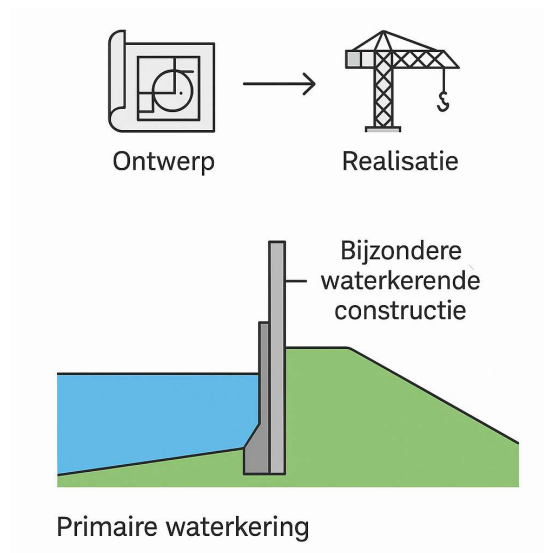 Ontwerp
Realisatie
Bijzondere
waterkerende
constructie
Primaire waterkering